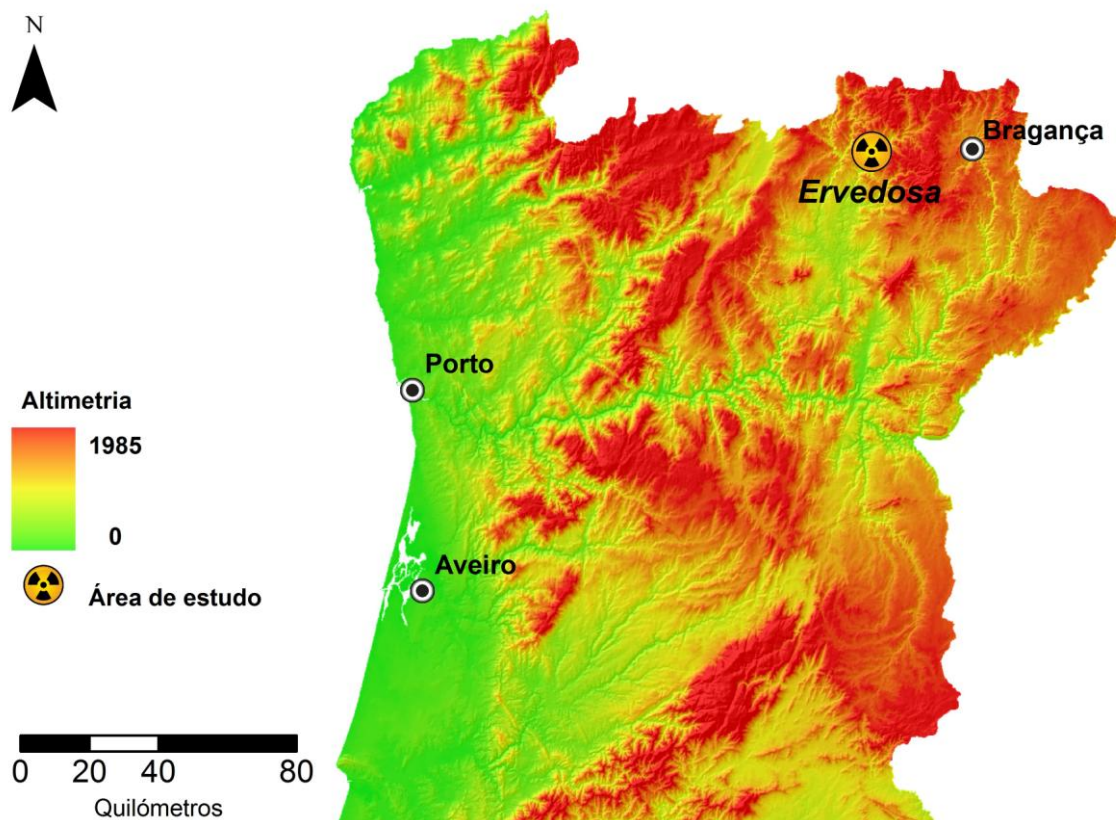 N
Bragança
Ervedosa
Porto
Altimetria
1985
0
Aveiro
Área de estudo
0 20 40 80
Quilómetros